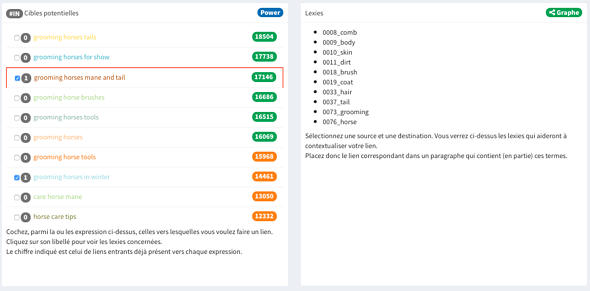 #IN Cibles potentielles Power
0 grooming horses tails 18504
0 grooming horses for show 17738
1 grooming horses mane and tail 17146
0 grooming horse brushes 16686
0 grooming horses tools 16515
0 grooming horses 16069
0 grooming horse tools 15968
1 grooming horses in winter 14461
0 care horse mane 13050
0 horse care tips 12332
Cochez, parmi la ou les expression ci-dessus, celles vers lesquelles vous voulez faire un lien.
Cliquez sur son libellé pour voir les lexies concernées.
Le chiffre indiqué est celui de liens entrants déjà présent vers chaque expression.
Lexies Graphe
0008_comb
0009_body
0010_skin
0011_dirt
0018_brush
0019_coat
0033_hair
0037_tail
0073_grooming
0076_horse
Sélectionnez une source et une destination. Vous verrez ci-dessus les lexies qui aideront à
contextualiser votre lien.
Placez donc le lien correspondant dans un paragraphe qui contient (en partie) ces termes.